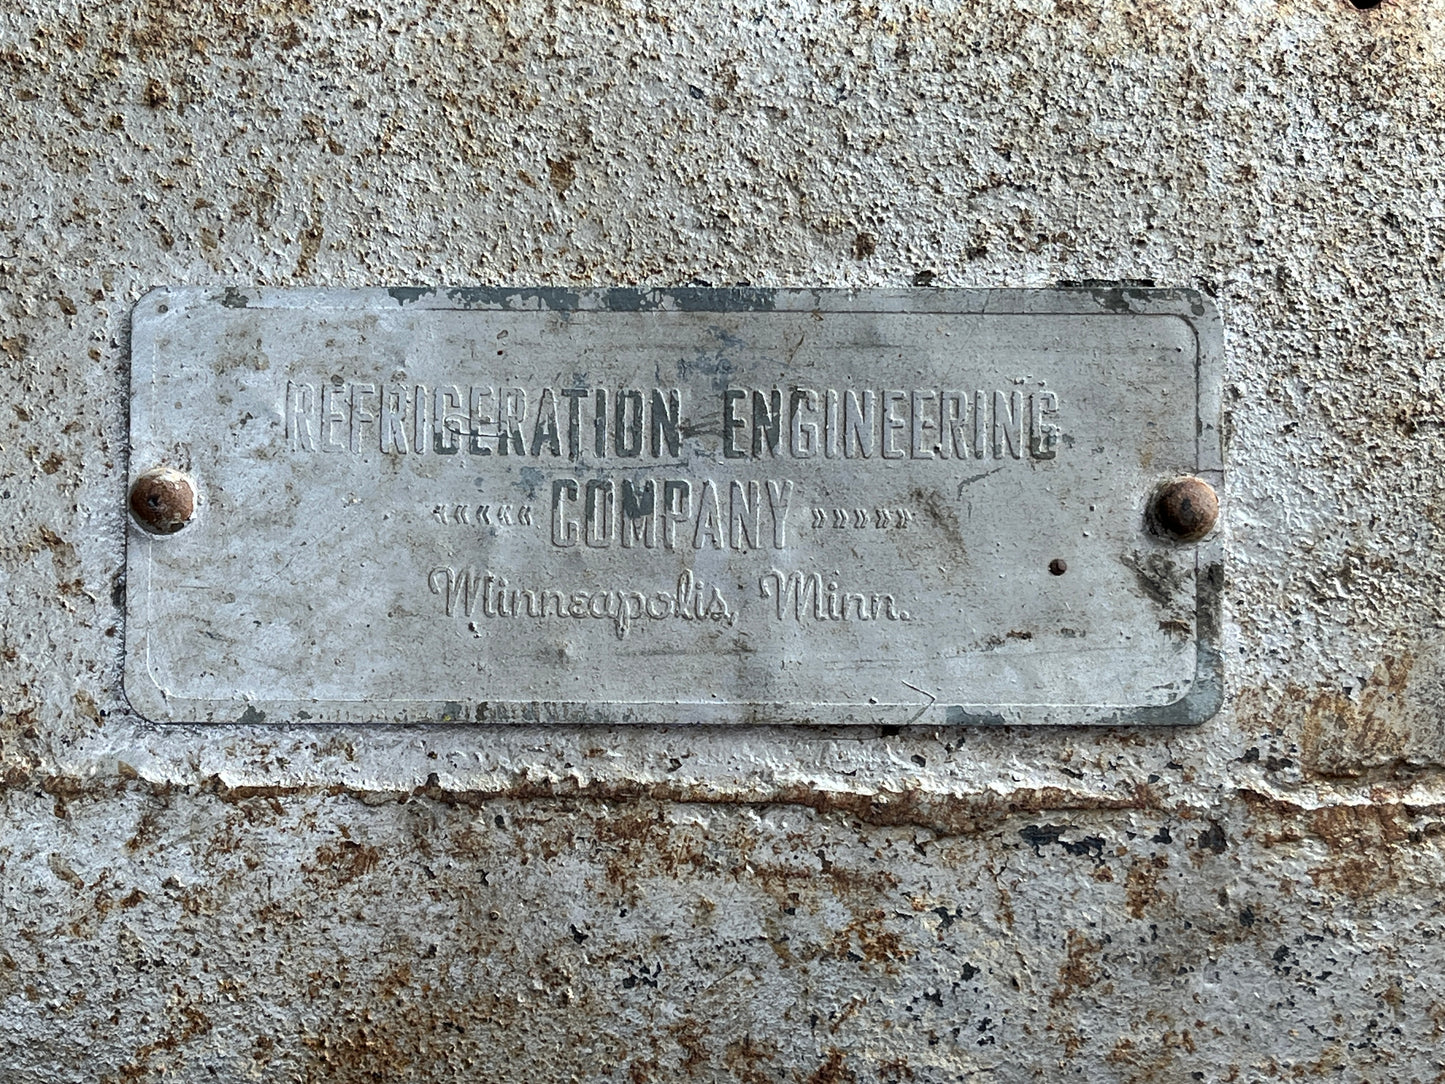 REFRIGERATION ENGINEERING
««««« COMPANY »»»»»
Minneapolis, Minn.